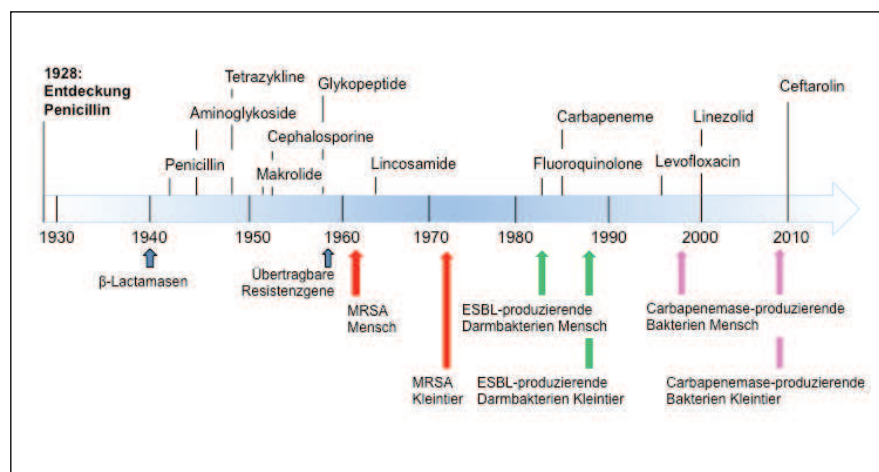 1928:
Entdeckung
Penicillin
Tetrazykline
Glykopeptide
Ceftarolin
Aminoglykoside
Carbapeneme
Linezolid
Cephalosporine
Penicillin
Makrolide
Lincosamide
Fluoroquinolone
Levofloxacin
1930 1940 1950 1960 1970 1980 1990 2000 2010
β-Lactamasen
Übertragbare
Resistenzgene
MRSA
Mensch
ESBL-produzierende
Darmbakterien Mensch
Carbapenemase-produzierende
Bakterien Mensch
MRSA
Kleintier
ESBL-produzierende
Darmbakterien Kleintier
Carbapenemase-produzierende
Bakterien Kleintier